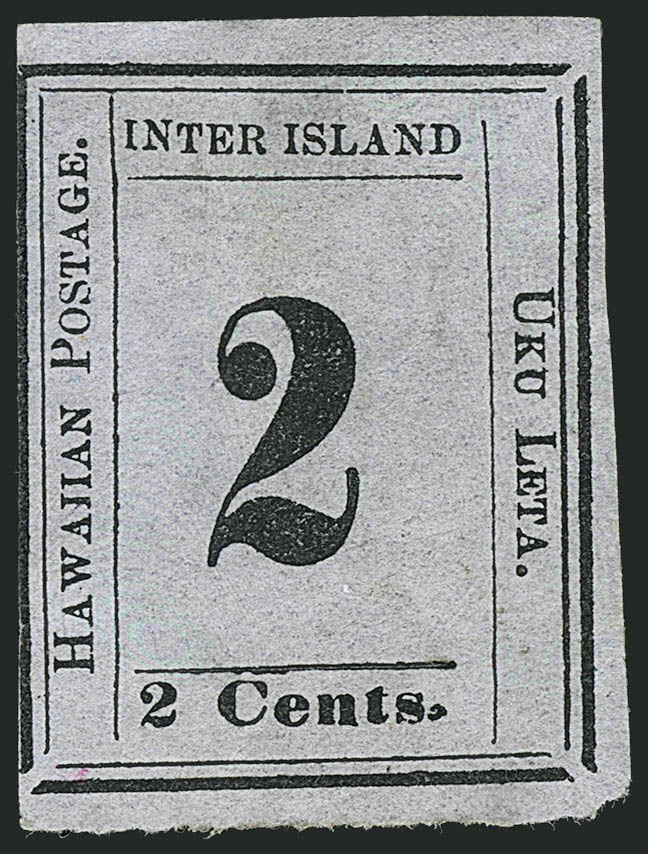 INTER ISLAND
HAWAIIAN POSTAGE.
2
UKU LETA.
2 Cents.